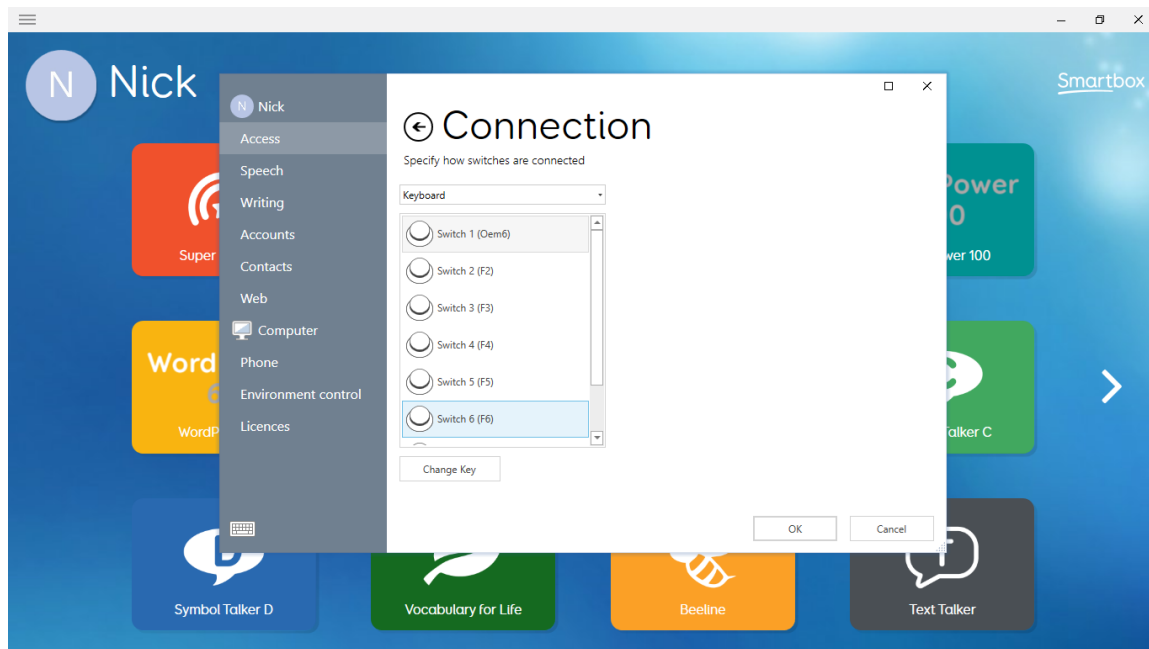 N Nick
Smartbox
N Nick
Access
Speech
Writing
Accounts
Contacts
Web
Computer
Phone
Environment control
Licences
Connection
Specify how switches are connected
Keyboard
Switch 1 (Oem6)
Switch 2 (F2)
Switch 3 (F3)
Switch 4 (F4)
Switch 5 (F5)
Switch 6 (F6)
Change Key
OK
Cancel
Super
Power
0
wer 100
Word
6
WordP
alker C
Symbol Talker D
Vocabulary for Life
Beeline
T
Text Talker